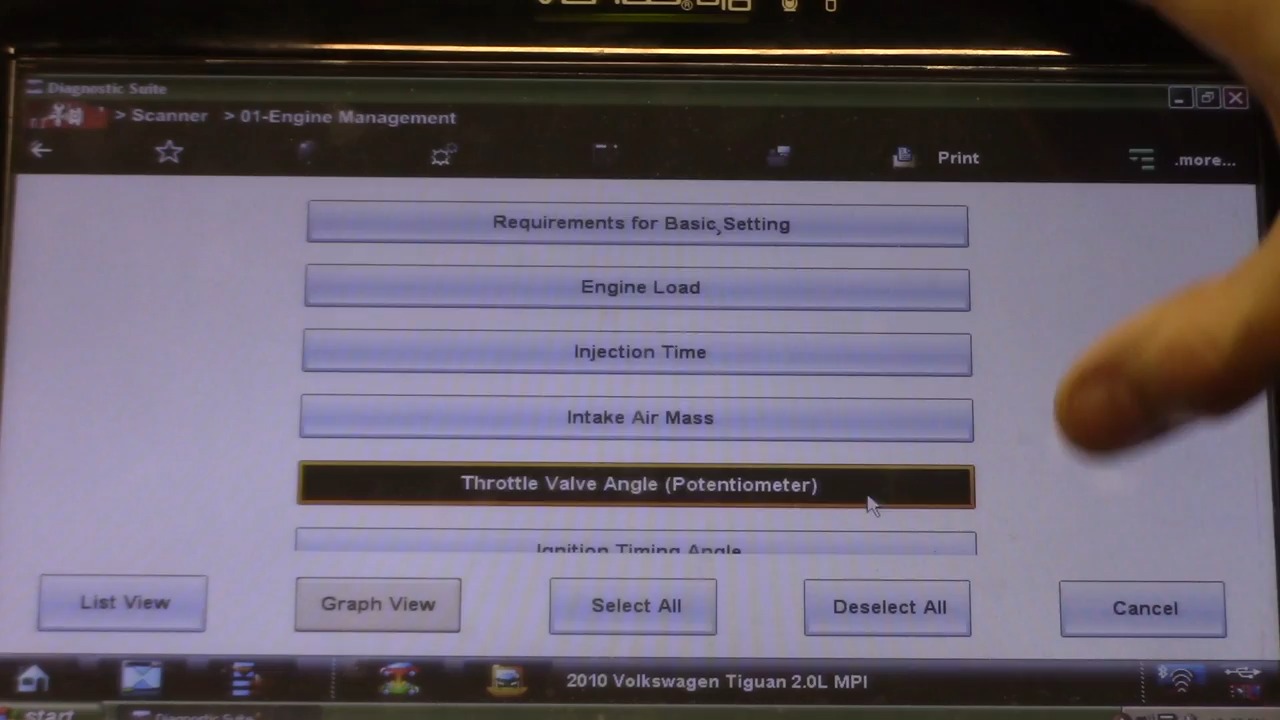 Diagnostic Suite
> Scanner > 01-Engine Management
Print
.more...
Requirements for Basic Setting
Engine Load
Injection Time
Intake Air Mass
Throttle Valve Angle (Potentiometer)
Ignition Timing Angle
List View
Graph View
Select All
Deselect All
Cancel
2010 Volkswagen Tiguan 2.0L MPI
start
Diagnostic Suite